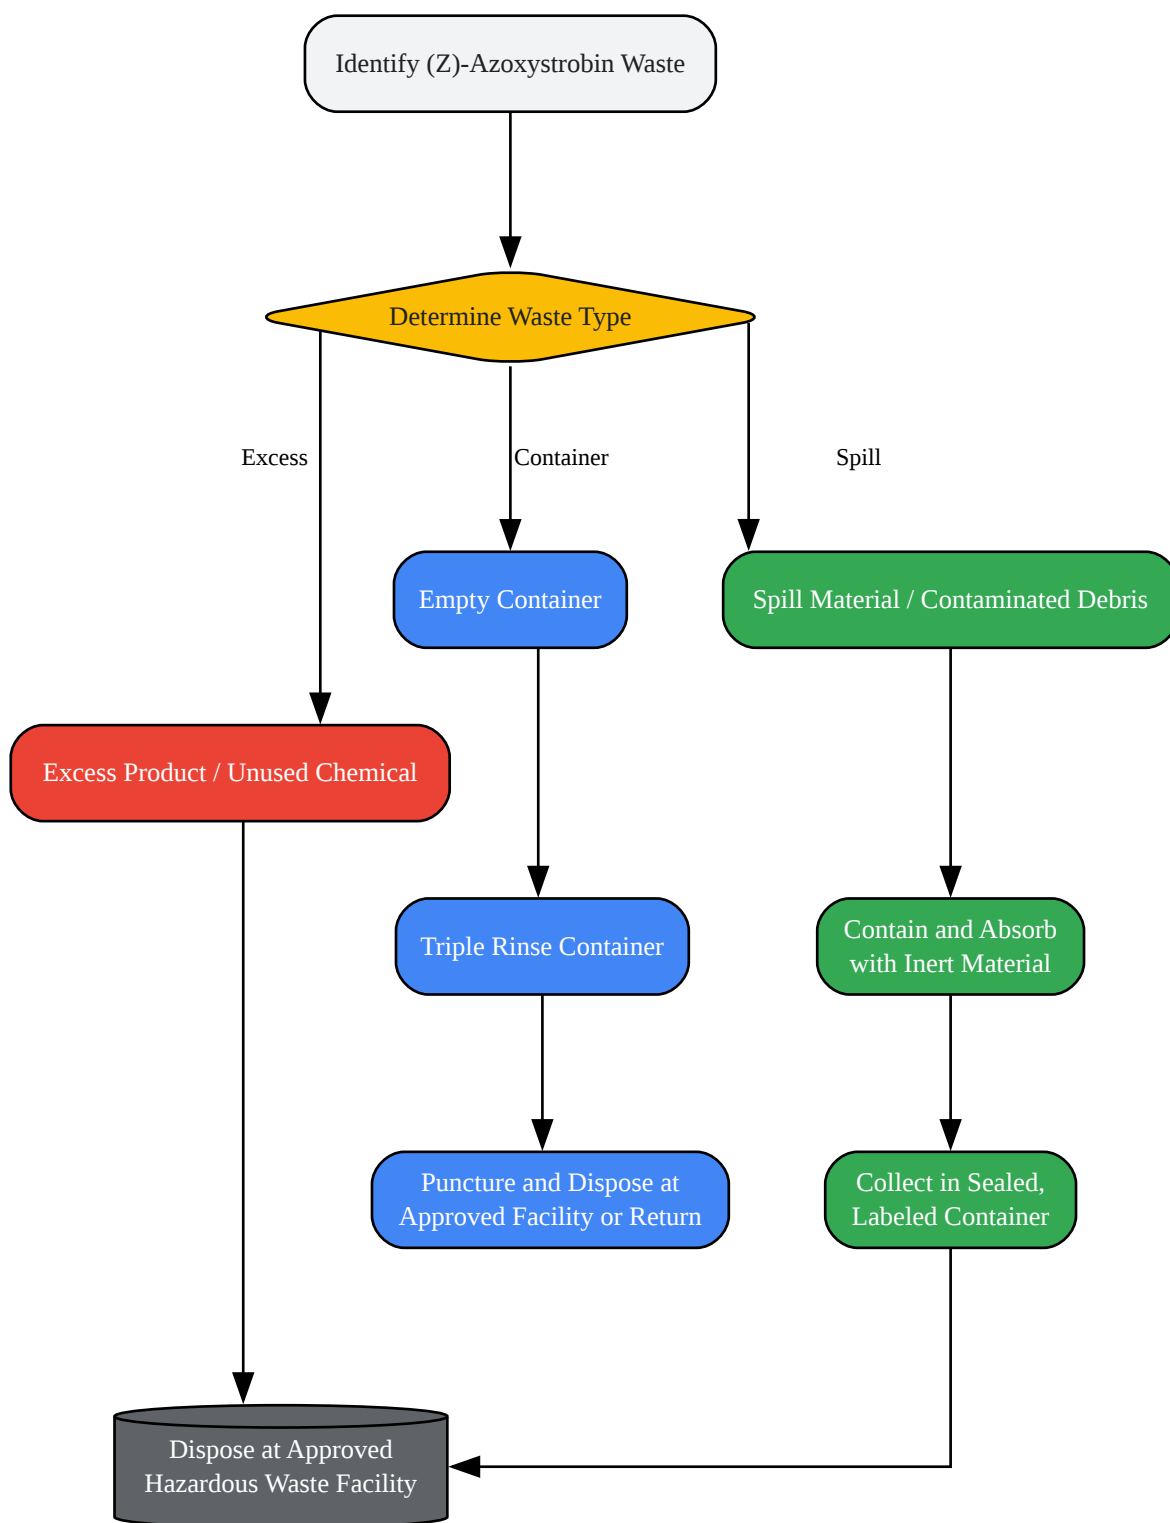 Identify (Z)-Azoxystrobin Waste
Determine Waste Type
Excess
Container
Spill
Empty Container
Spill Material / Contaminated Debris
Excess Product / Unused Chemical
Triple Rinse Container
Contain and Absorb
with Inert Material
Puncture and Dispose at
Approved Facility or Return
Collect in Sealed,
Labeled Container
Dispose at Approved
Hazardous Waste Facility